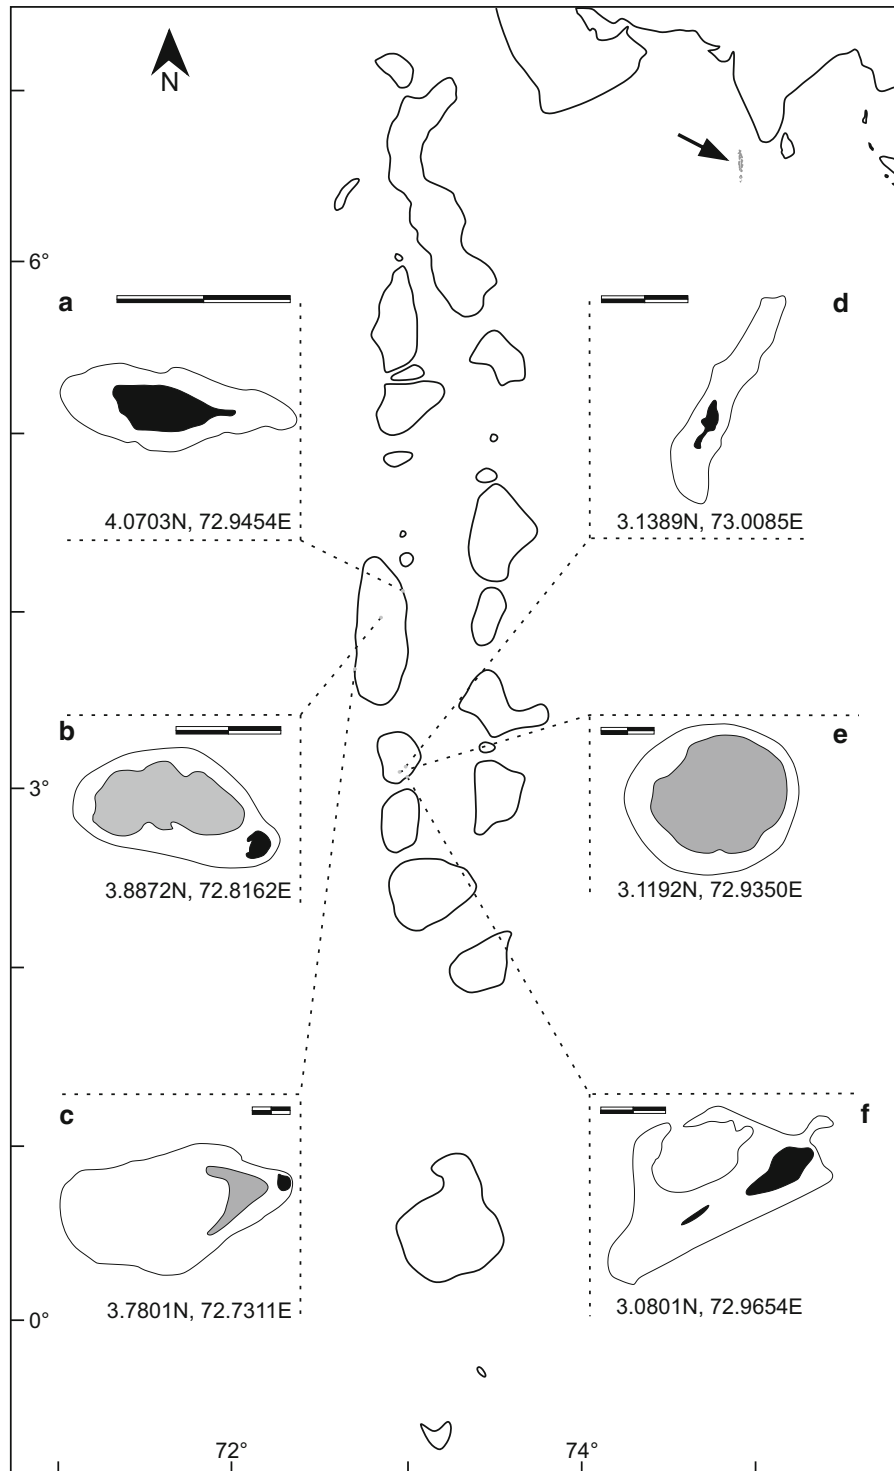 N
6°
a
d
4.0703N, 72.9454E
3.1389N, 73.0085E
b
e
3°
3.8872N, 72.8162E
3.1192N, 72.9350E
c
f
3.7801N, 72.7311E
3.0801N, 72.9654E
0°
72°
74°